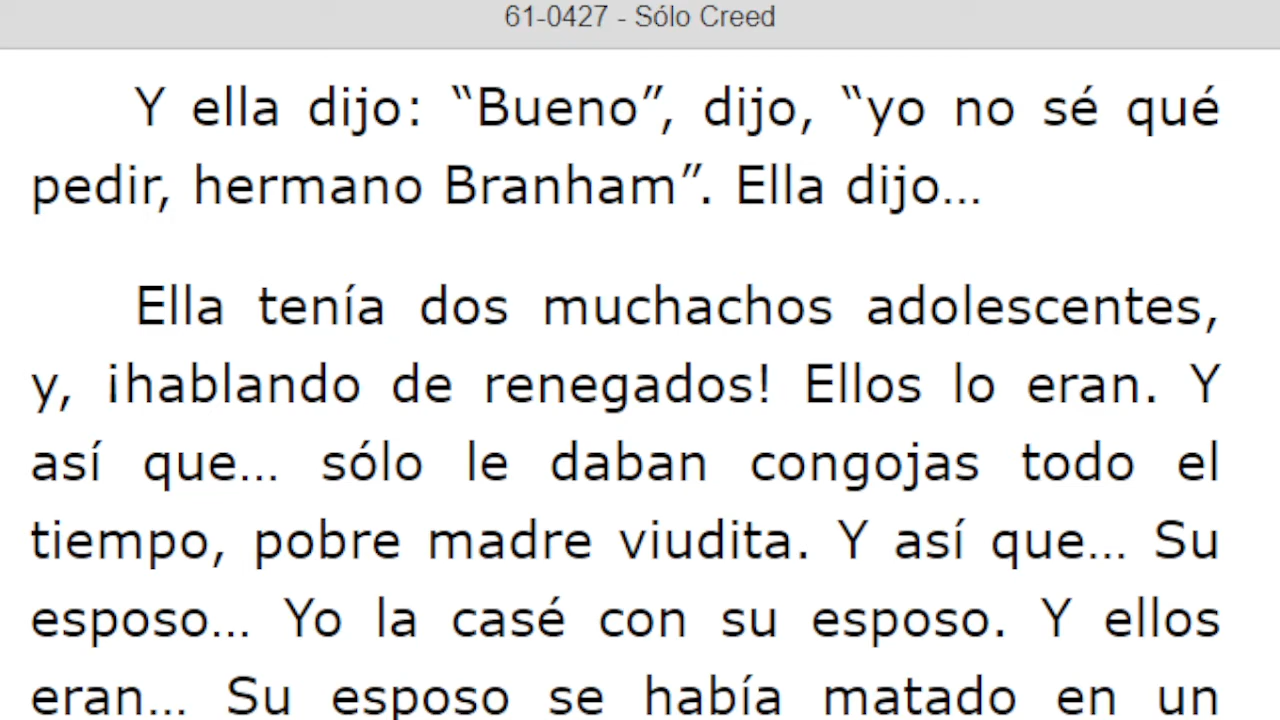 61-0427 - Sólo Creed
Y ella dijo: “Bueno”, dijo, “yo no sé qué
pedir, hermano Branham”. Ella dijo…
Ella tenía dos muchachos adolescentes,
y, ¡hablando de renegados! Ellos lo eran. Y
así que… sólo le daban congojas todo el
tiempo, pobre madre viudita. Y así que… Su
esposo… Yo la casé con su esposo. Y ellos
eran… Su esposo se había matado en un